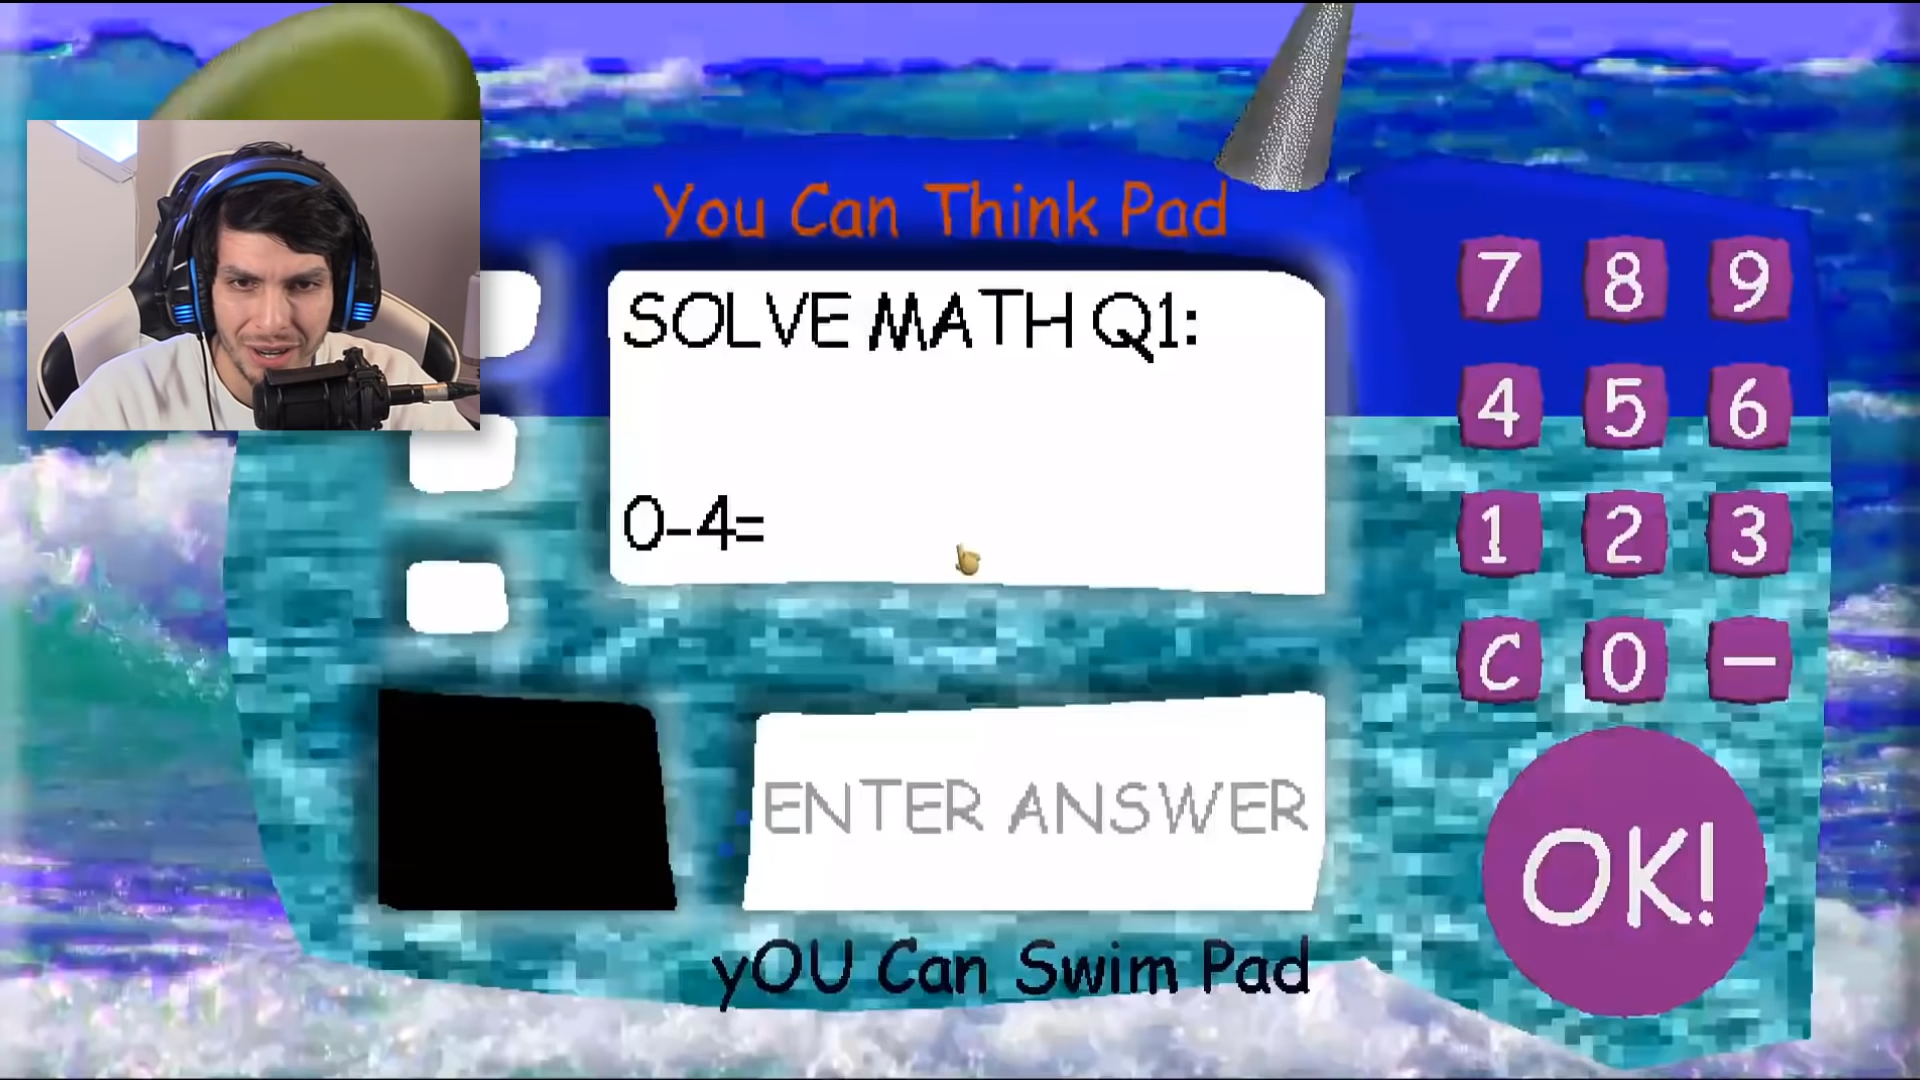 You Can Think Pad
SOLVE MATH Q1:
0-4=
7 8 9
4 5 6
1 2 3
C 0 –
ENTER ANSWER
OK!
yOU Can Swim Pad